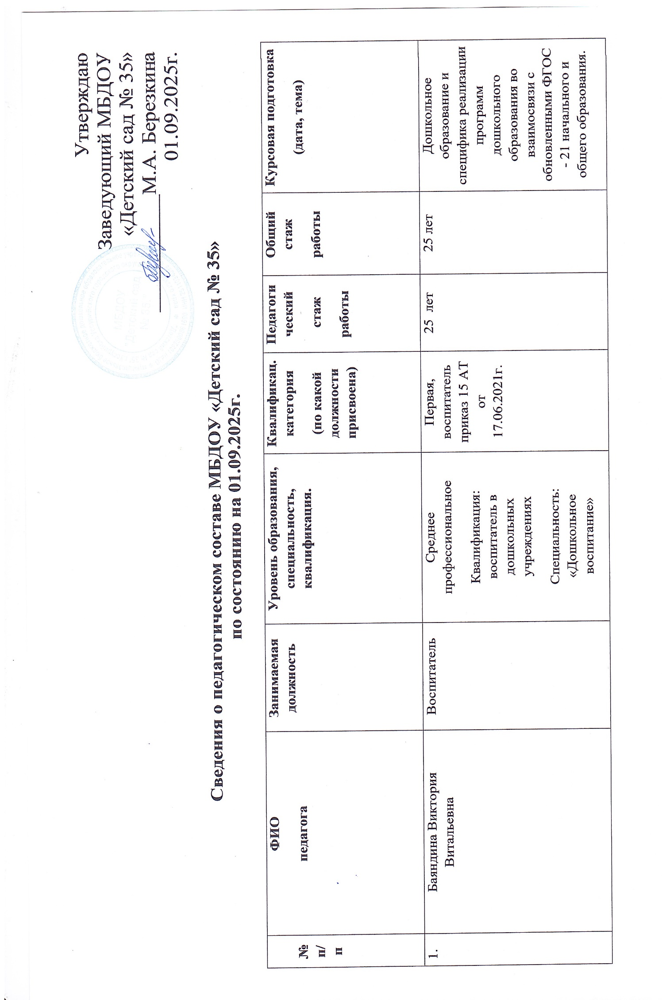 Утверждаю
Заведующий МБДОУ
«Детский сад № 35»
М.А. Березкина
01.09.2025г.
МБДОУ
"Детский сад
№ 35"
Сведения о педагогическом составе МБДОУ «Детский сад № 35»
по состоянию на 01.09.2025г.
№
п/
п
ФИО
педагога
Занимаемая
должность
Уровень образования,
специальность,
квалификация.
Квалификац.
категория
(по какой
должности
присвоена)
Педагоги
ческий
стаж
работы
Общий
стаж
работы
Курсовая подготовка
(дата, тема)
1.
Баяндина Виктория
Витальевна
Воспитатель
Среднее
профессиональное
Квалификация:
воспитатель в
дошкольных
учреждениях
Специальность:
«Дошкольное
воспитание»
Первая,
воспитатель
приказ 15 АТ
от
17.06.2021г.
25 лет
25 лет
Дошкольное
образование и
специфика реализации
программ
дошкольного
образования во
взаимосвязи с
обновленными ФГОС
- 21 начального и
общего образования.